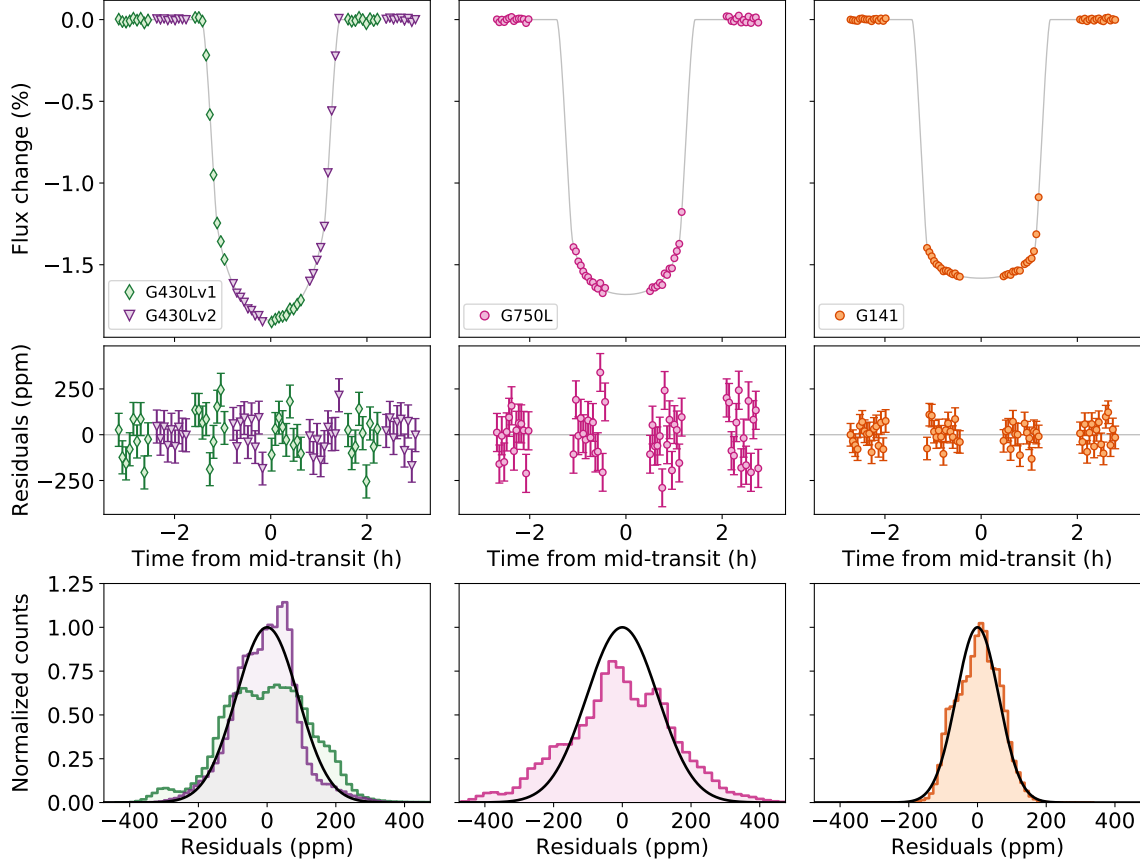 Flux change (%)
0.0
−0.5
−1.0
−1.5
G430Lv1
G430Lv2
G750L
G141
Residuals (ppm)
250
0
−250
−2 0 2
−2 0 2
−2 0 2
Time from mid-transit (h)
Time from mid-transit (h)
Time from mid-transit (h)
Normalized counts
1.25
1.00
0.75
0.50
0.25
0.00
−400 −200 0 200 400
−400 −200 0 200 400
−400 −200 0 200 400
Residuals (ppm)
Residuals (ppm)
Residuals (ppm)